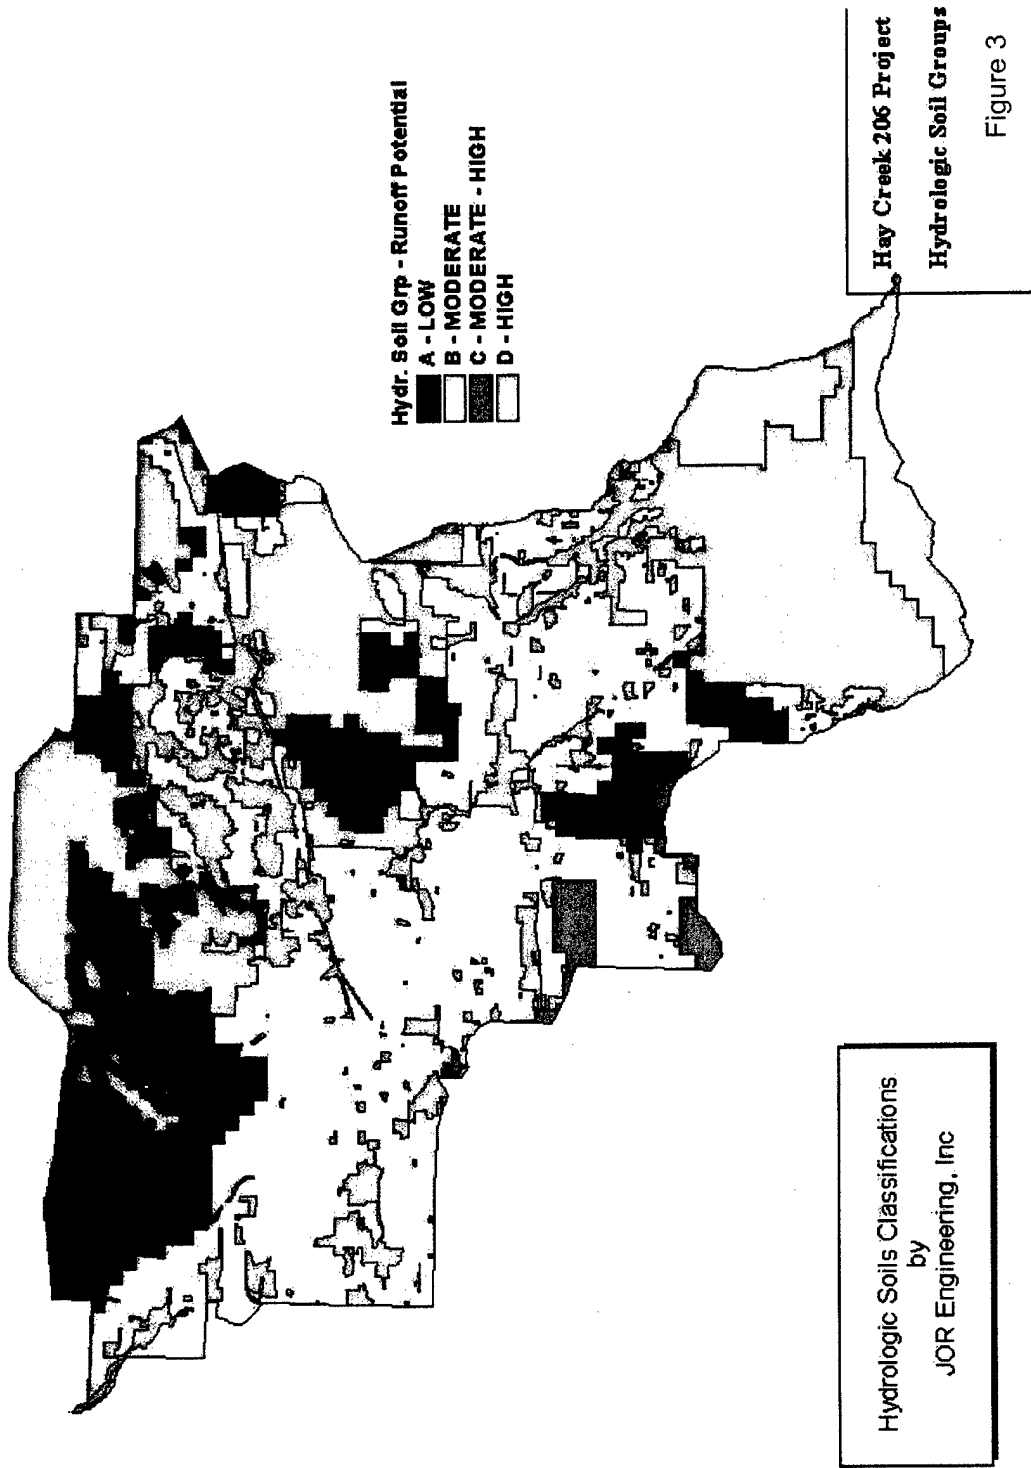 Hydr. Soil Grp - Runoff Potential
A - LOW
B - MODERATE
C - MODERATE - HIGH
D - HIGH
Hay Creek 206 Project
Hydrologic Soil Groups
Figure 3
Hydrologic Soils Classifications
by
JOR Engineering, Inc